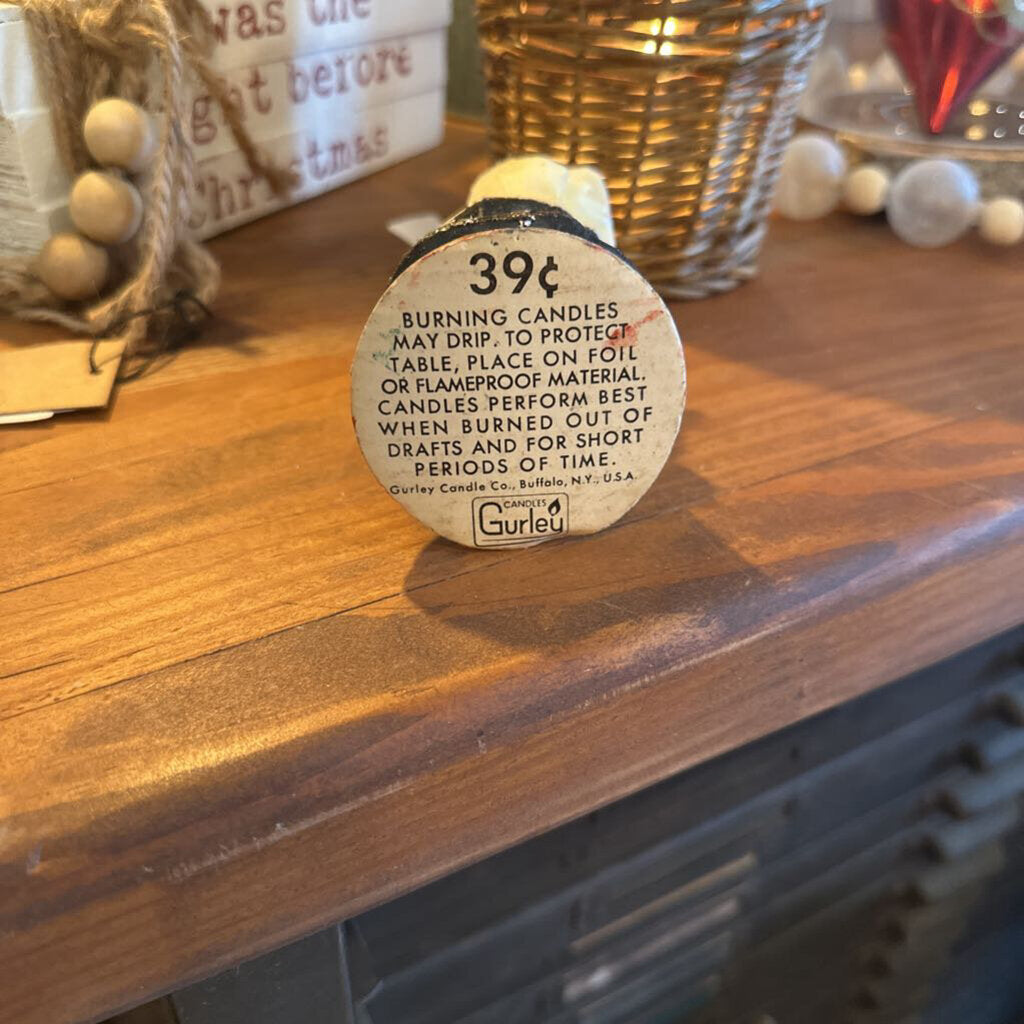 was the
night before
Christmas
39¢
BURNING CANDLES
MAY DRIP. TO PROTECT
TABLE, PLACE ON FOIL
OR FLAMEPROOF MATERIAL.
CANDLES PERFORM BEST
WHEN BURNED OUT OF
DRAFTS AND FOR SHORT
PERIODS OF TIME.
Gurley Candle Co., Buffalo, N.Y., U.S.A.
CANDLES
Gurley